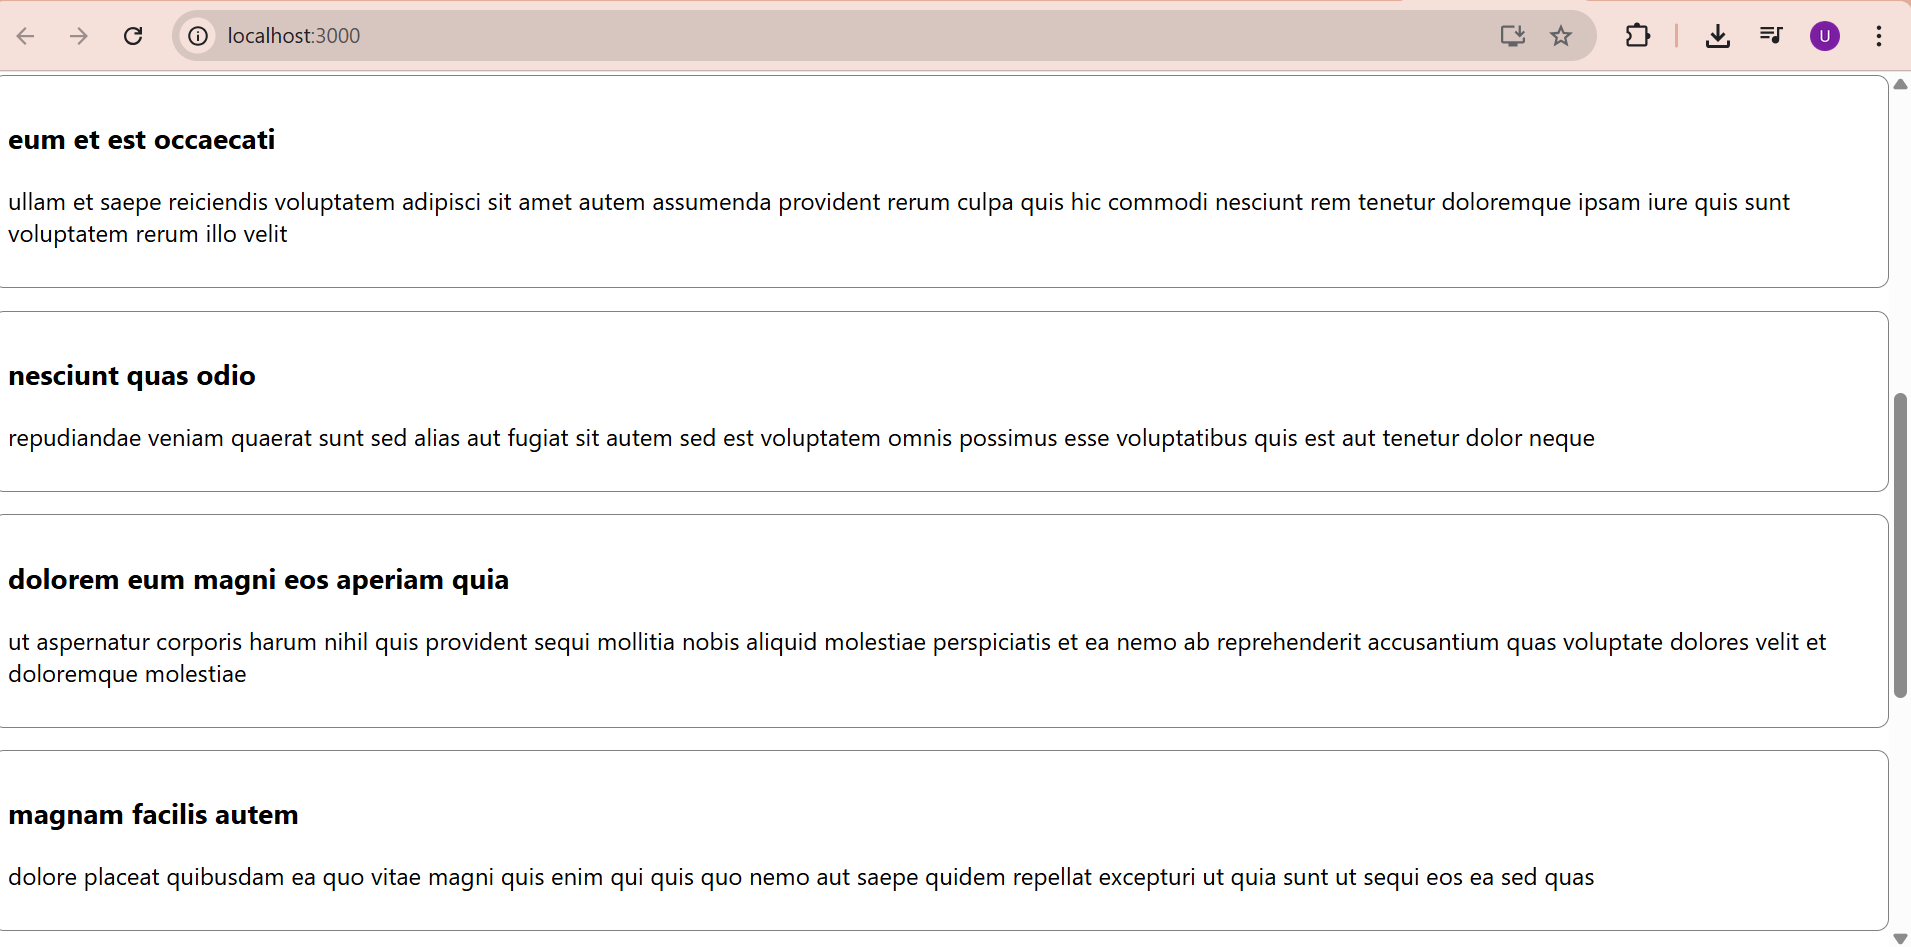 localhost:3000
U
eum et est occaecati
ullam et saepe reiciendis voluptatem adipisci sit amet autem assumenda provident rerum culpa quis hic commodi nesciunt rem tenetur doloremque ipsam iure quis sunt
voluptatem rerum illo velit
nesciunt quas odio
repudiandae veniam quaerat sunt sed alias aut fugiat sit autem sed est voluptatem omnis possimus esse voluptatibus quis est aut tenetur dolor neque
dolorem eum magni eos aperiam quia
ut aspernatur corporis harum nihil quis provident sequi mollitia nobis aliquid molestiae perspiciatis et ea nemo ab reprehenderit accusantium quas voluptate dolores velit et
doloremque molestiae
magnam facilis autem
dolore placeat quibusdam ea quo vitae magni quis enim qui quis quo nemo aut saepe quidem repellat excepturi ut quia sunt ut sequi eos ea sed quas